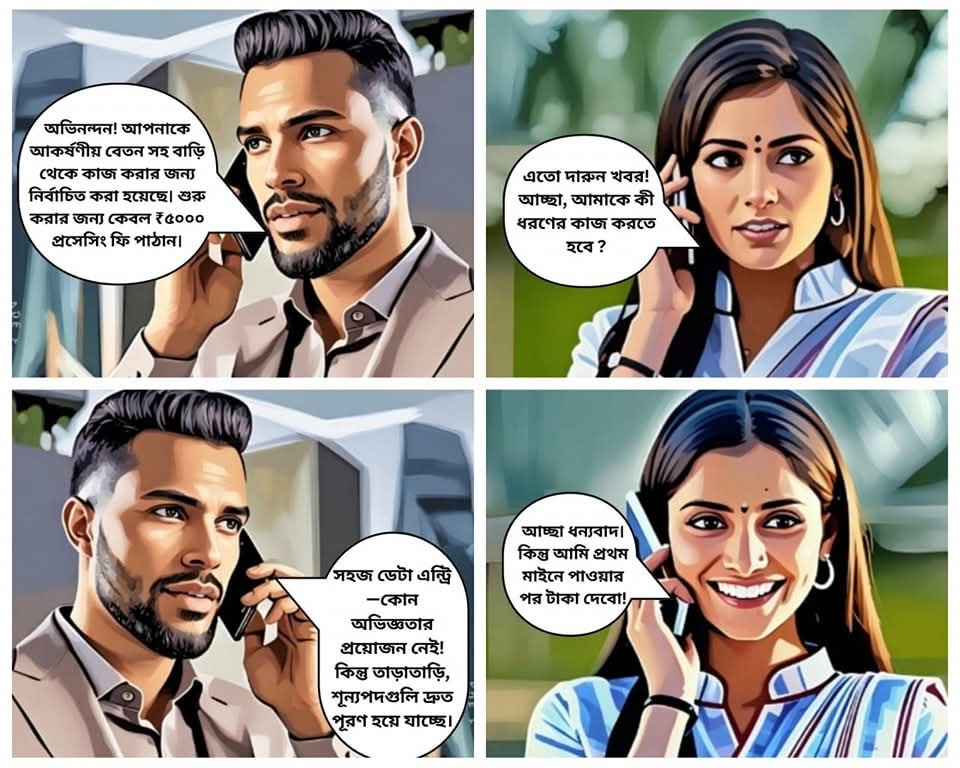 অভিনন্দন! আপনাকে
আকর্ষণীয় বেতন সহ বাড়ি
থেকে কাজ করার জন্য
নির্বাচিত করা হয়েছে। শুরু
করার জন্য কেবল ₹৫০০০
প্রসেসিং ফি পাঠান।
এতো দারুন খবর!
আচ্ছা, আমাকে কী
ধরণের কাজ করতে
হবে ?
সহজ ডেটা এন্ট্রি
—কোন
অভিজ্ঞতার
প্রয়োজন নেই!
কিন্তু তাড়াতাড়ি,
শূন্যপদগুলি দ্রুত
পূরণ হয়ে যাচ্ছে।
আচ্ছা ধন্যবাদ।
কিন্তু আমি প্রথম
মাইনে পাওয়ার
পর টাকা দেবো!